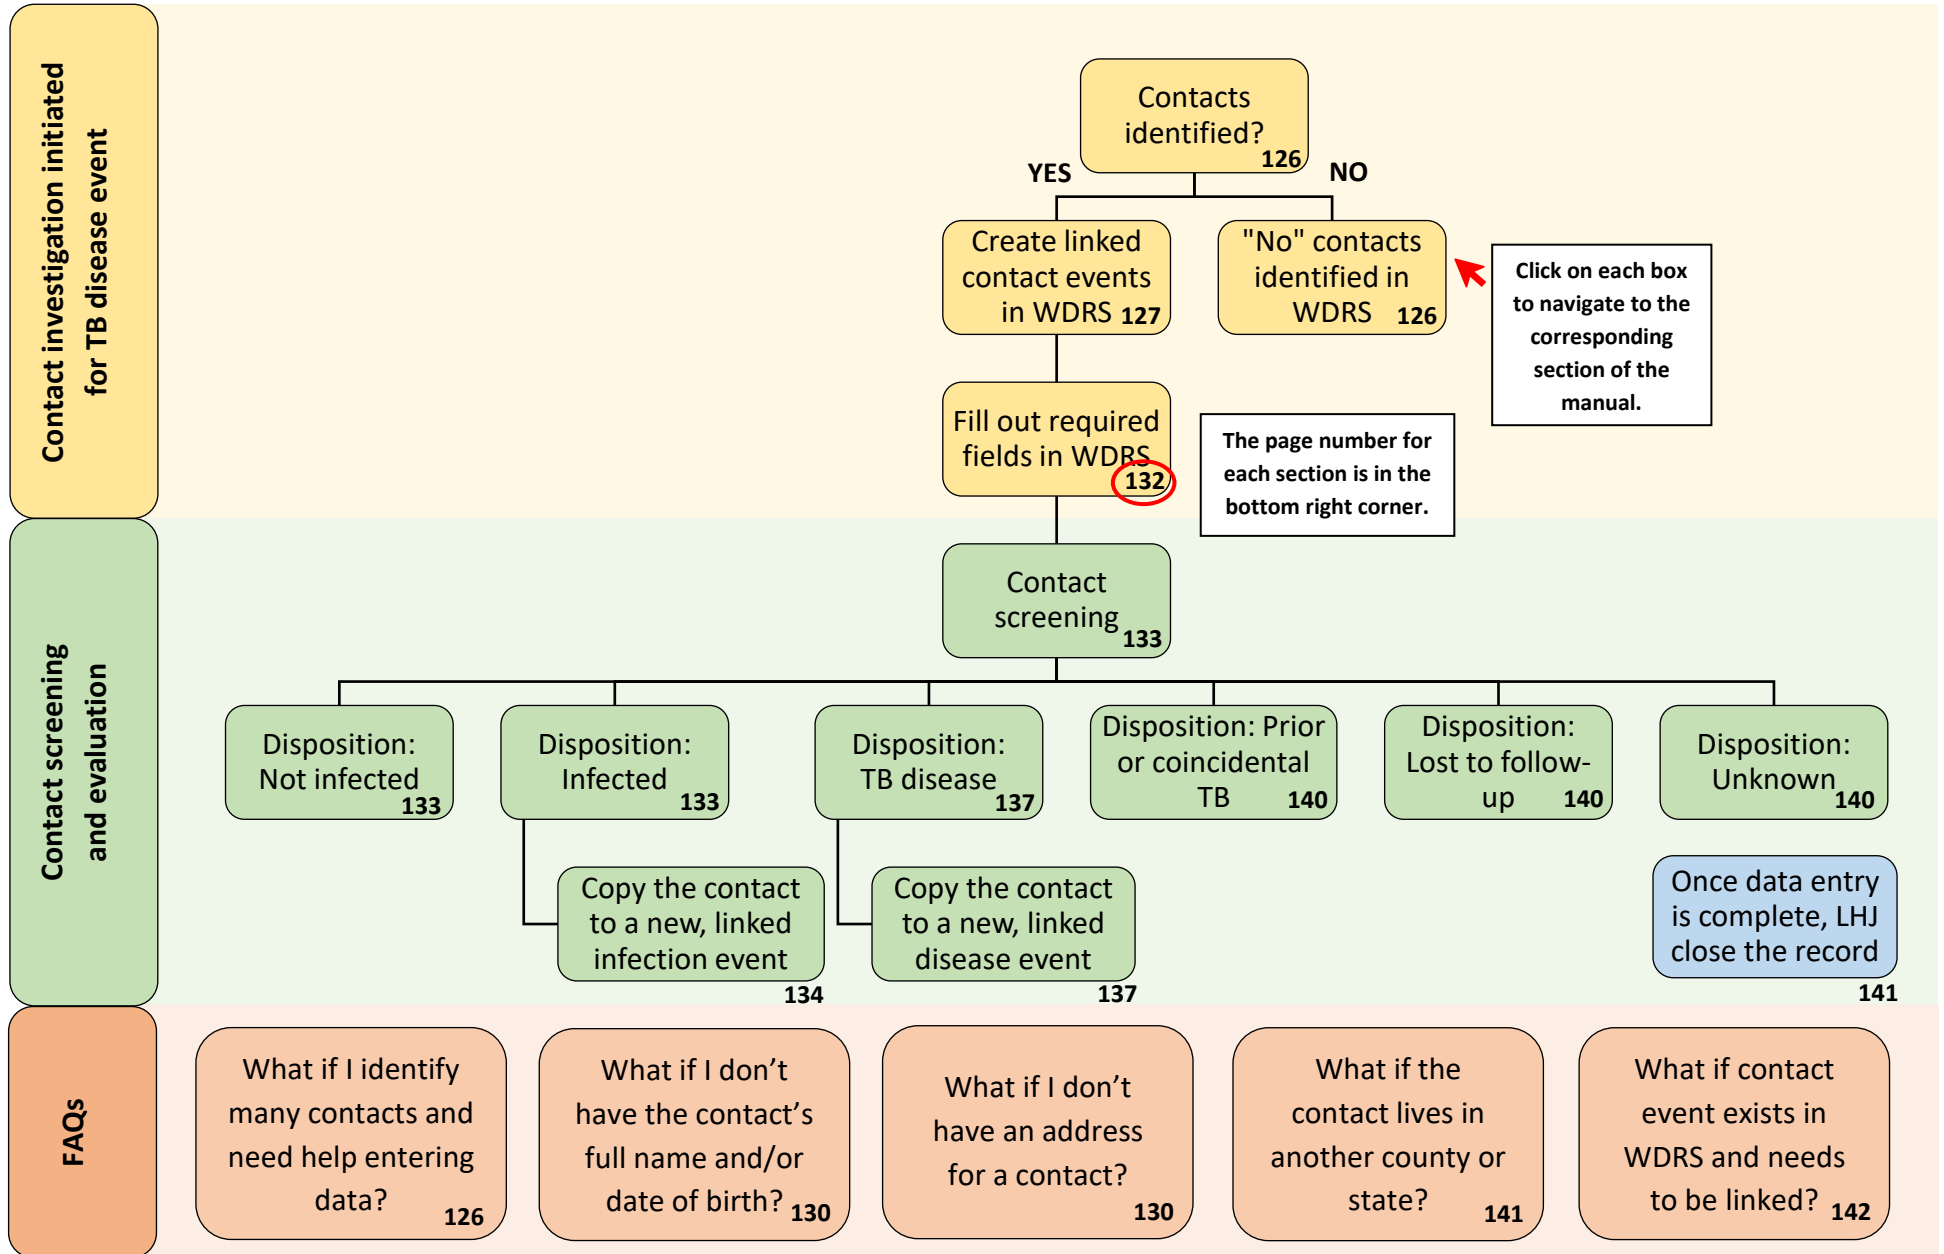 Contact investigation initiated
for TB disease event
Contacts
identified?
126
YES
NO
Create linked
contact events
in WDRS 127
"No" contacts
identified in
WDRS 126
Click on each box
to navigate to the
corresponding
section of the
manual.
Fill out required
fields in WDRS
132
The page number for
each section is in the
bottom right corner.
Contact screening
and evaluation
Contact
screening
133
Disposition:
Not infected
133
Disposition:
Infected
133
Disposition:
TB disease
137
Disposition: Prior
or coincidental
TB 140
Disposition:
Lost to follow-
up 140
Disposition:
Unknown
140
Copy the contact
to a new, linked
infection event
134
Copy the contact
to a new, linked
disease event
137
Once data entry
is complete, LHJ
close the record
141
FAQs
What if I identify
many contacts and
need help entering
data?
126
What if I don’t
have the contact’s
full name and/or
date of birth? 130
What if I don’t
have an address
for a contact?
130
What if the
contact lives in
another county or
state?
141
What if contact
event exists in
WDRS and needs
to be linked? 142